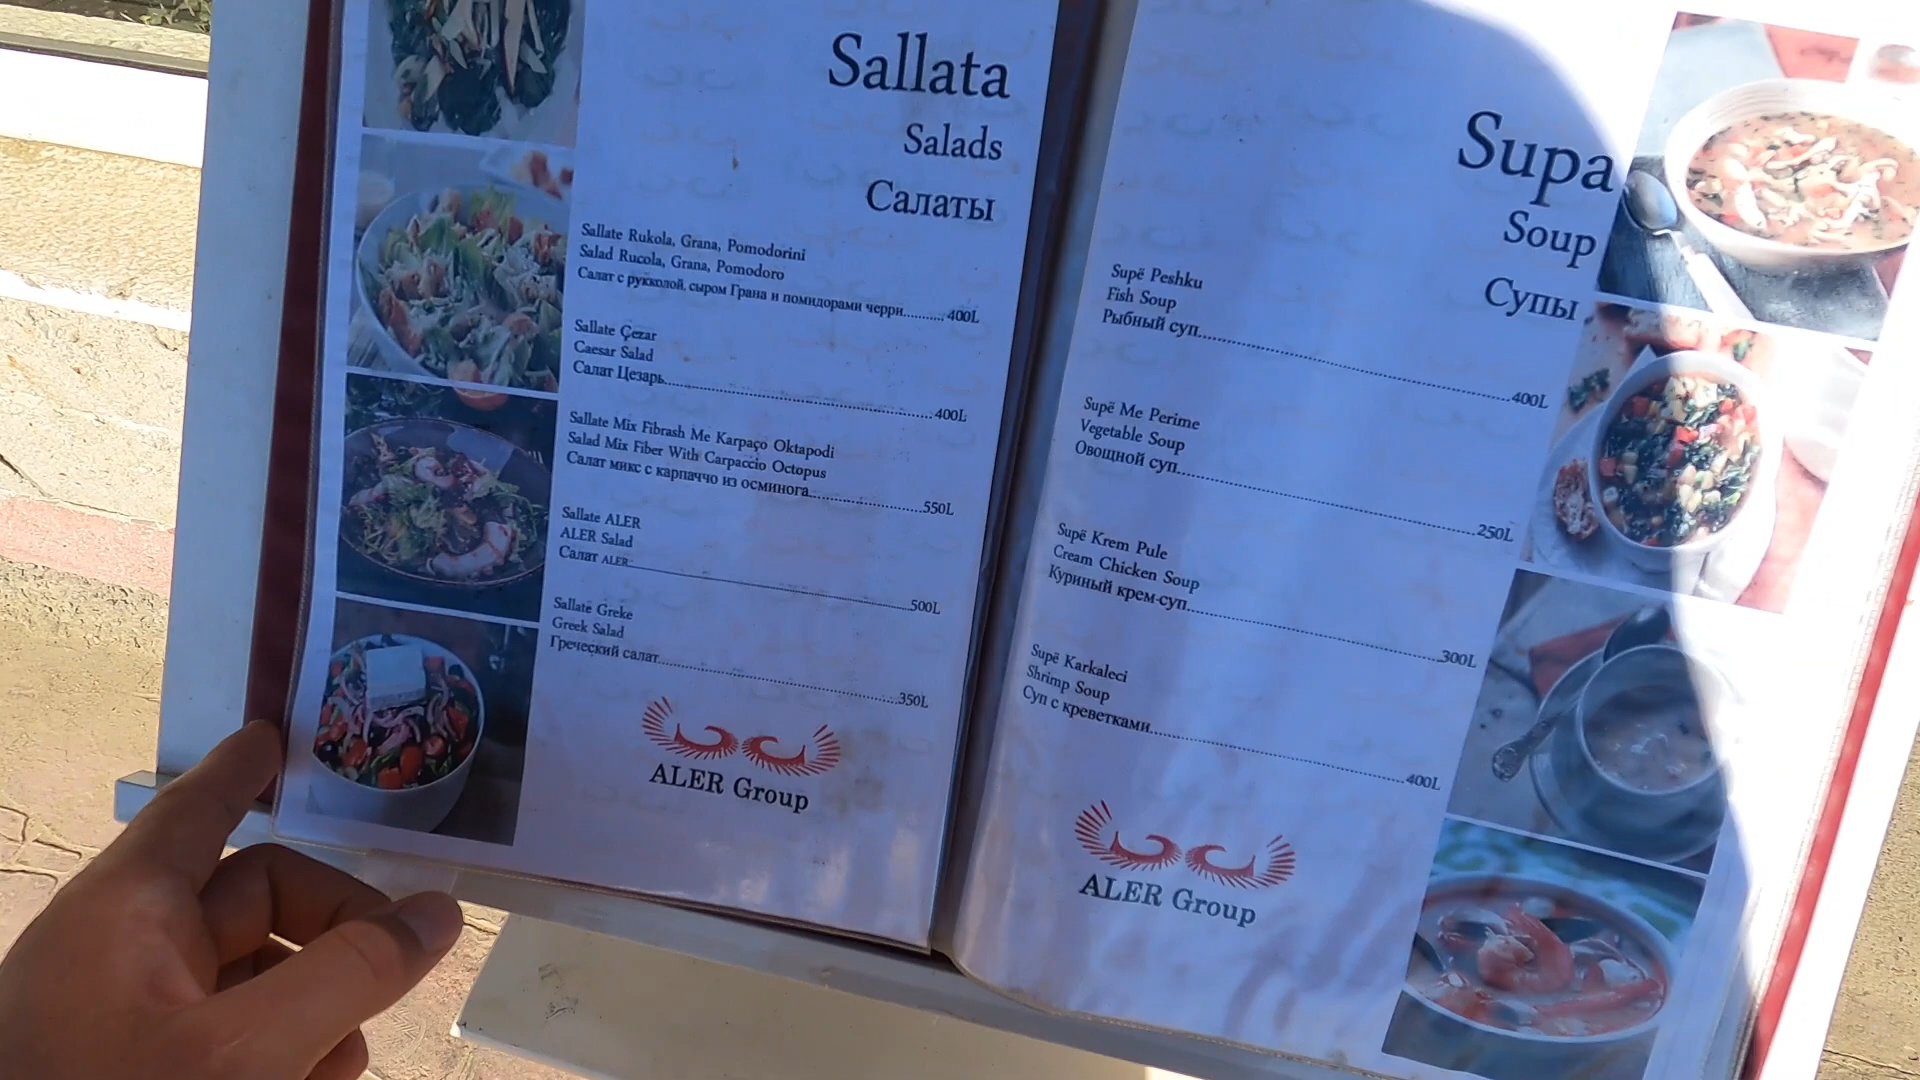 Sallata
Salads
Салаты
Sallate Rukola, Grana, Pomodorini
Salad Rucola, Grana, Pomodoro
Салат с рукколой, сыром Грана и помидорами черри.......... 400L
Sallate Çezar
Caesar Salad
Салат Цезарь..........400L
Sallate Mix Fibrash Me Karpaço Oktapodi
Salad Mix Fiber With Carpaccio Octopus
Салат микс с карпаччо из осминога..........550L
Sallate ALER
ALER Salad
Салат ALER..........500L
Sallate Greke
Greek Salad
Греческий салат..........350L
ALER Group
Supa
Soup
Супы
Supë Peshku
Fish Soup
Рыбный суп..........400L
Supë Me Perime
Vegetable Soup
Овощной суп..........250L
Supë Krem Pule
Cream Chicken Soup
Куриный крем-суп..........300L
Supë Karkaleci
Shrimp Soup
Суп с креветками..........400L
ALER Group